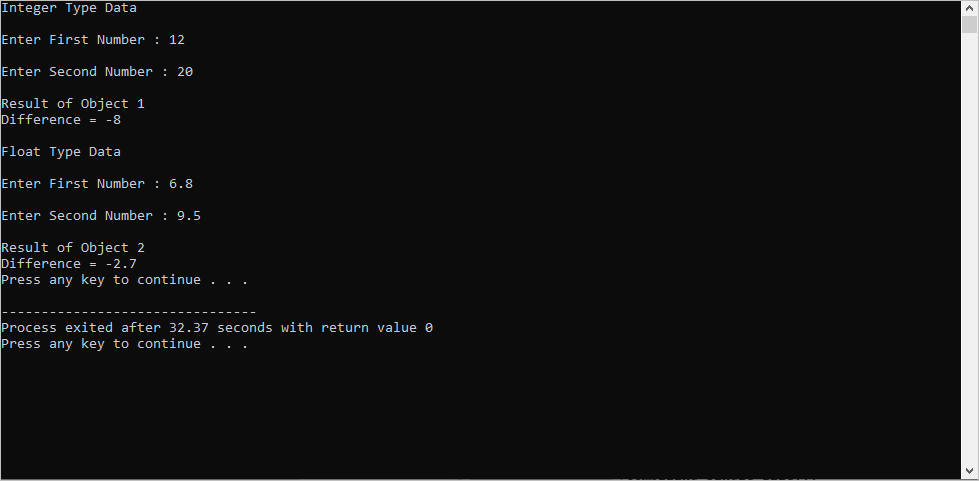 Integer Type Data
Enter First Number : 12
Enter Second Number : 20
Result of Object 1
Difference = -8
Float Type Data
Enter First Number : 6.8
Enter Second Number : 9.5
Result of Object 2
Difference = -2.7
Press any key to continue . . .
--------------------------------
Process exited after 32.37 seconds with return value 0
Press any key to continue . . .